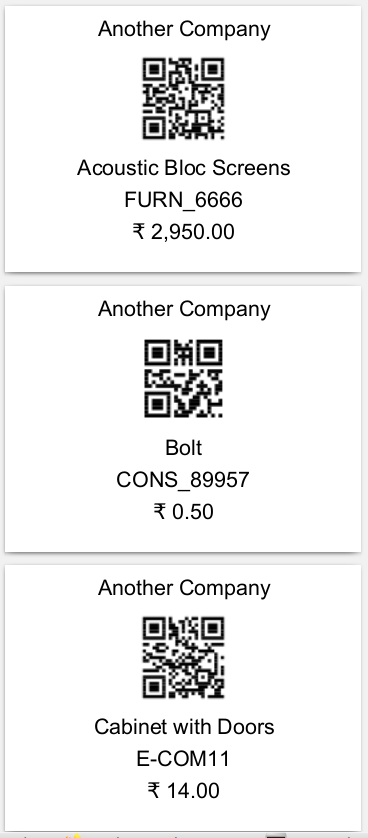 Another Company
Acoustic Bloc Screens
FURN_6666
₹ 2,950.00
Another Company
Bolt
CONS_89957
₹ 0.50
Another Company
Cabinet with Doors
E-COM11
₹ 14.00